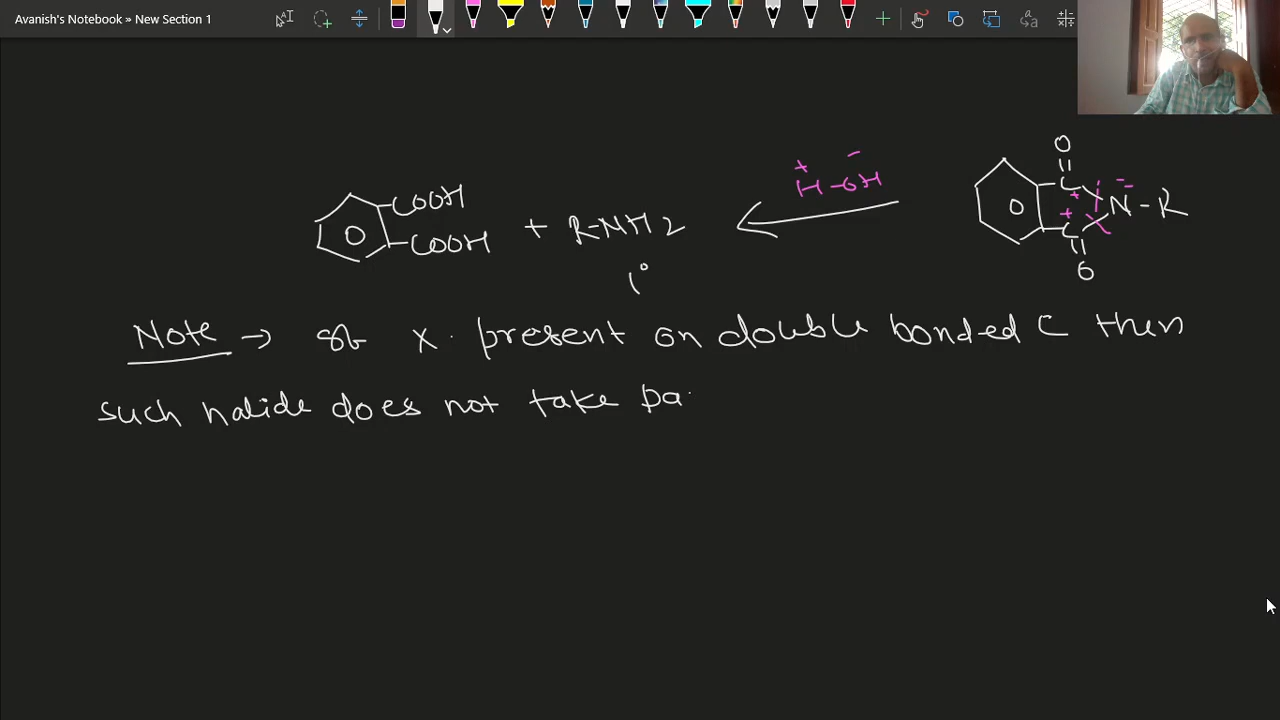 Avanish's Notebook » New Section 1
O
+ −
H-OH
COOH
C
N-R
COOH
+ R-NH2
C
O
1°
Note → If X. present on double bonded C then
such halide does not take pa